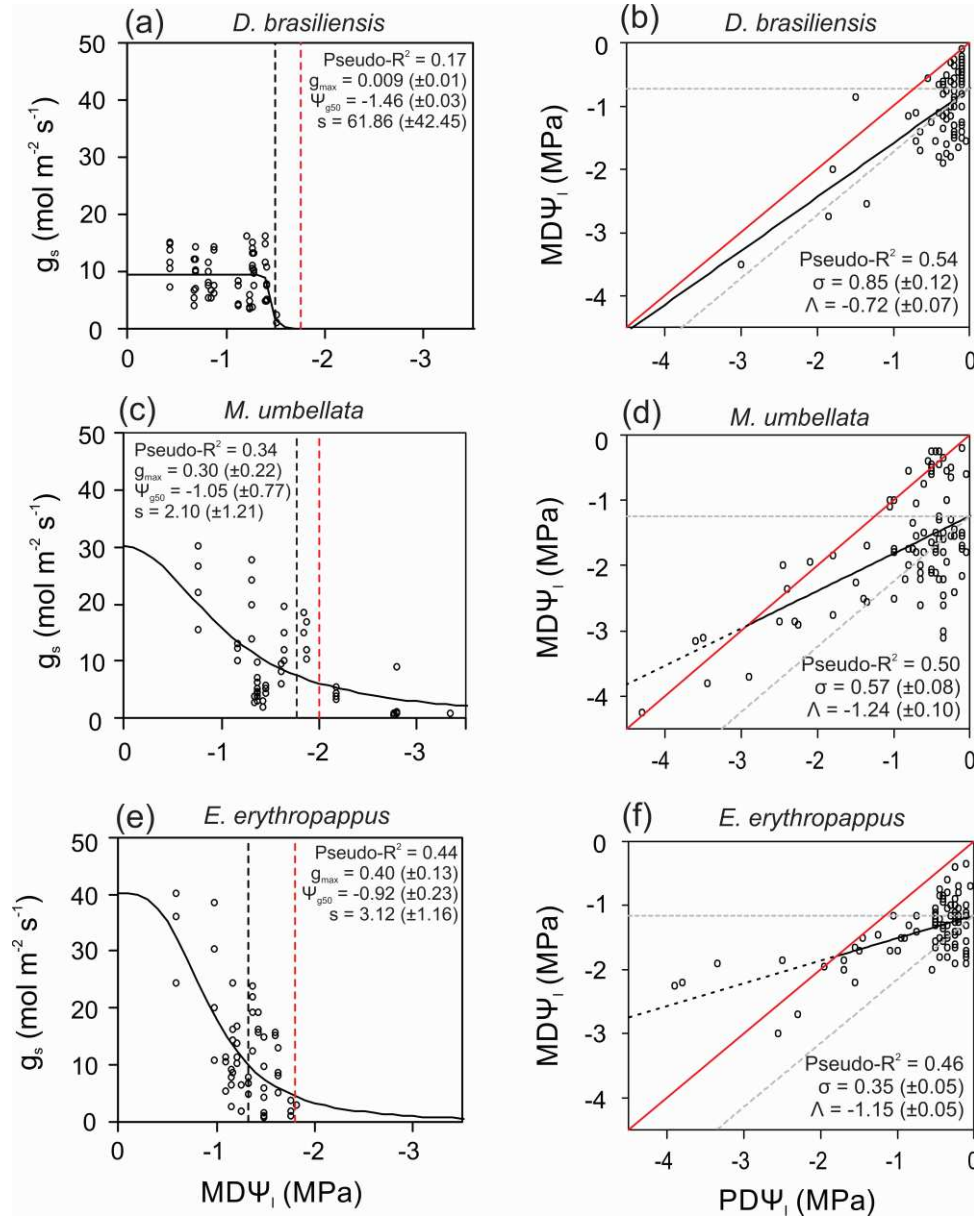 (a) D. brasiliensis
50
40
30
20
10
0
g_s (mol m⁻² s⁻¹)
Pseudo-R² = 0.17
g_max = 0.009 (±0.01)
Ψ_g50 = -1.46 (±0.03)
s = 61.86 (±42.45)
0 -1 -2 -3
(b) D. brasiliensis
0
-1
-2
-3
-4
MDΨ_l (MPa)
Pseudo-R² = 0.54
σ = 0.85 (±0.12)
Λ = -0.72 (±0.07)
-4 -3 -2 -1 0
(c) M. umbellata
50
40
30
20
10
0
g_s (mol m⁻² s⁻¹)
Pseudo-R² = 0.34
g_max = 0.30 (±0.22)
Ψ_g50 = -1.05 (±0.77)
s = 2.10 (±1.21)
0 -1 -2 -3
(d) M. umbellata
0
-1
-2
-3
-4
MDΨ_l (MPa)
Pseudo-R² = 0.50
σ = 0.57 (±0.08)
Λ = -1.24 (±0.10)
-4 -3 -2 -1 0
(e) E. erythropappus
50
40
30
20
10
0
g_s (mol m⁻² s⁻¹)
Pseudo-R² = 0.44
g_max = 0.40 (±0.13)
Ψ_g50 = -0.92 (±0.23)
s = 3.12 (±1.16)
0 -1 -2 -3
MDΨ_l (MPa)
(f) E. erythropappus
0
-1
-2
-3
-4
MDΨ_l (MPa)
Pseudo-R² = 0.46
σ = 0.35 (±0.05)
Λ = -1.15 (±0.05)
-4 -3 -2 -1 0
PDΨ_l (MPa)